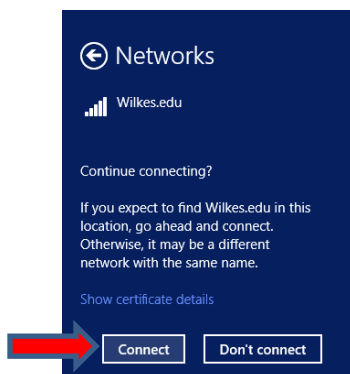 Networks
Wilkes.edu
Continue connecting?
If you expect to find Wilkes.edu in this
location, go ahead and connect.
Otherwise, it may be a different
network with the same name.
Show certificate details
Connect Don't connect